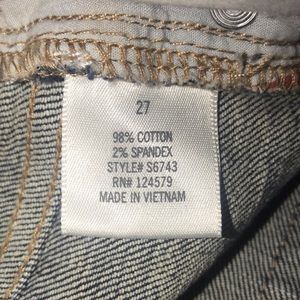 27
98% COTTON
2% SPANDEX
STYLE# S6743
RN# 124579
MADE IN VIETNAM